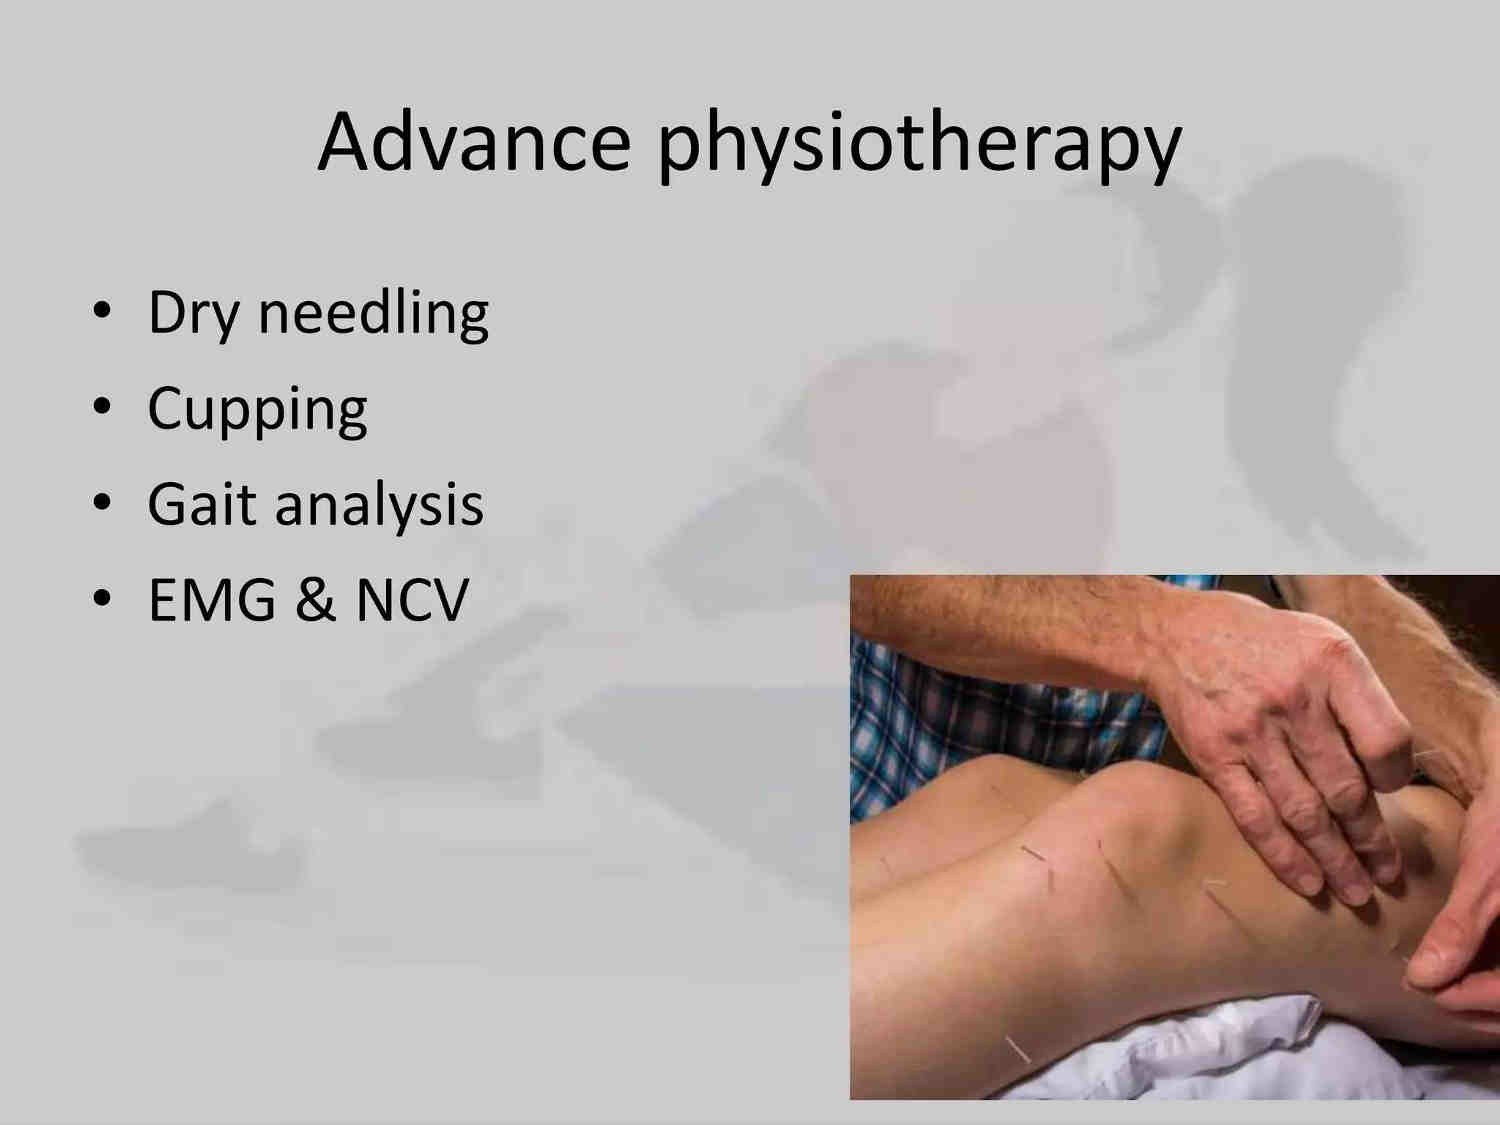 Advance physiotherapy
• Dry needling
• Cupping
• Gait analysis
• EMG & NCV